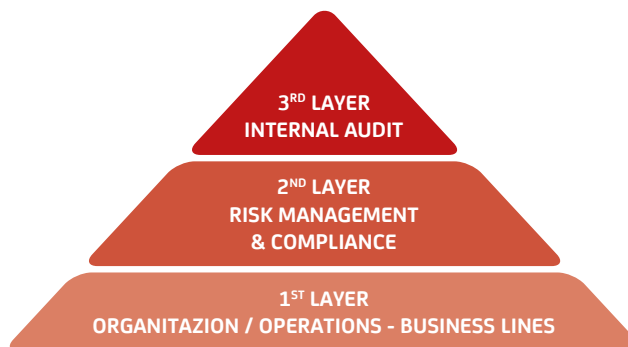 3RD LAYER
INTERNAL AUDIT
2ND LAYER
RISK MANAGEMENT
& COMPLIANCE
1ST LAYER
ORGANITAZION / OPERATIONS - BUSINESS LINES